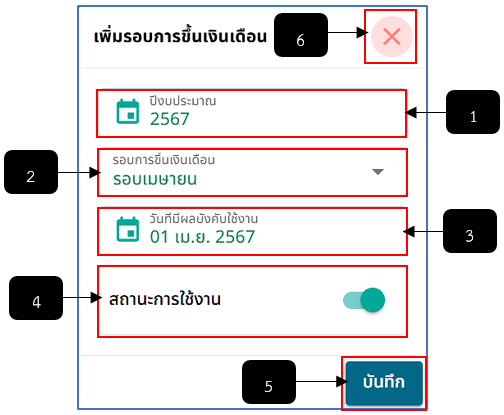 เพิ่มรอบการขึ้นเงินเดือน
6
ปีงบประมาณ
2567
1
รอบการขึ้นเงินเดือน
รอบเมษายน
2
วันที่มีผลบังคับใช้งาน
01 เม.ย. 2567
3
สถานะการใช้งาน
4
บันทึก
5